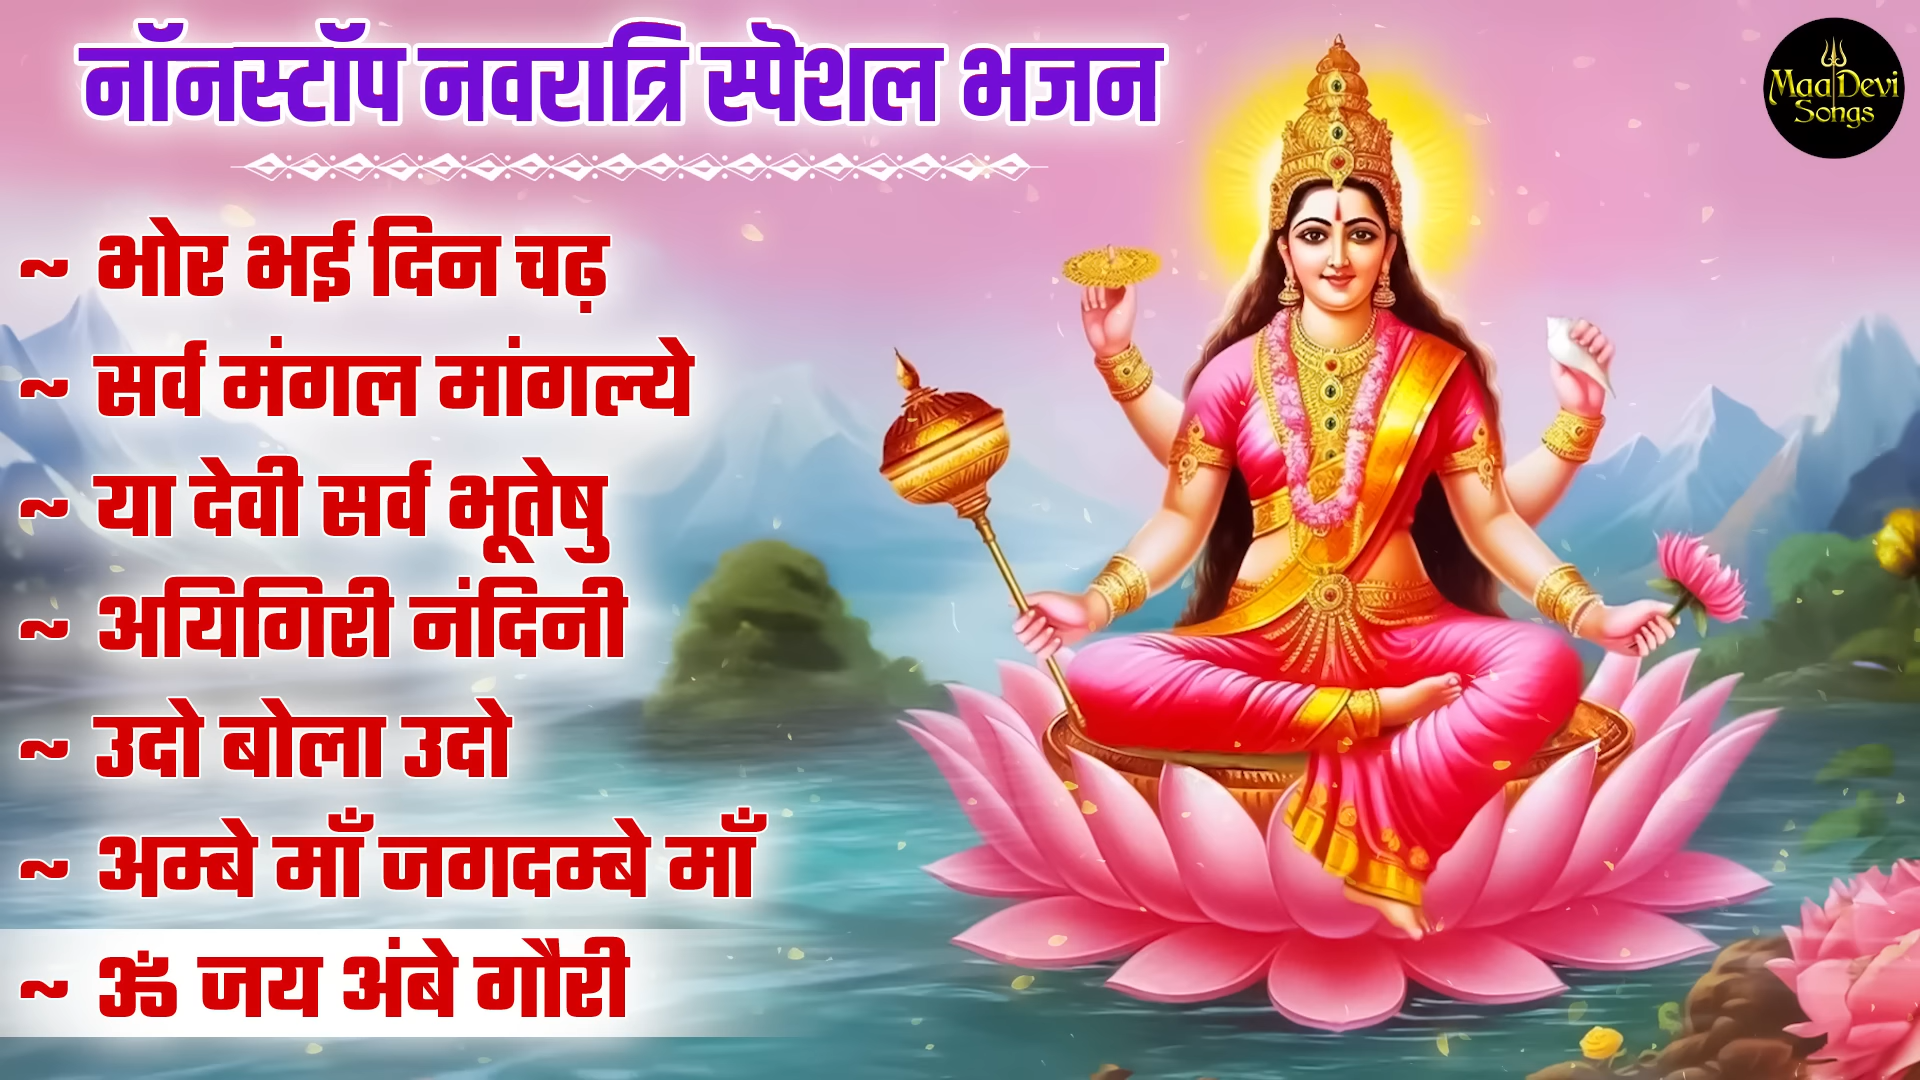 नॉनस्टॉप नवरात्रि स्पॆशल भजन
Maa Devi
Songs
~ भोर भई दिन चढ़
~ सर्व मंगल मांगल्ये
~ या देवी सर्व भूतेषु
~ अयिगिरी नंदिनी
~ उदो बोला उदो
~ अम्बे माँ जगदम्बे माँ
~ ॐ जय अंबे गौरी